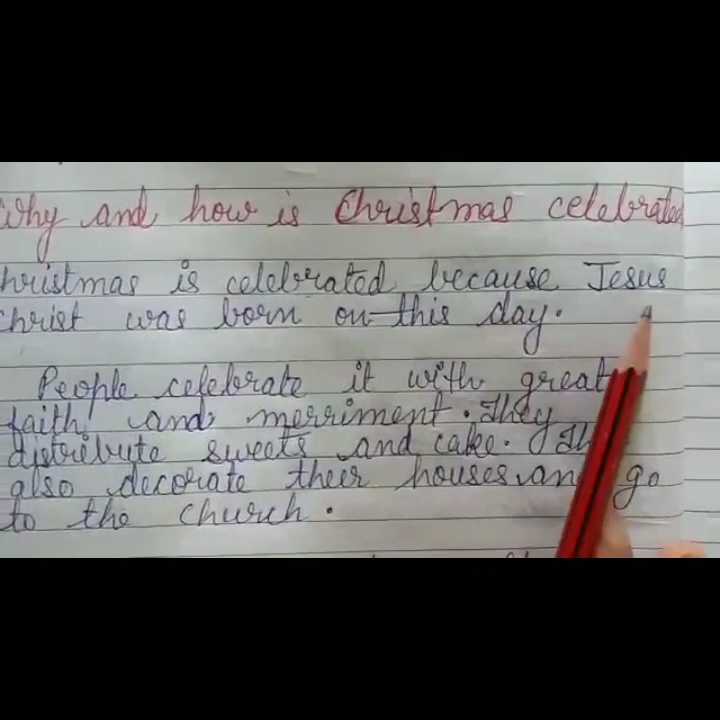 why and how is Christmas celebrated
hristmas is celebrated because Jesus
christ was born on this day.
People celebrate it with great
faith and merriment. They
distribute sweets and cake. Th
also decorate their houses and go
to the church.